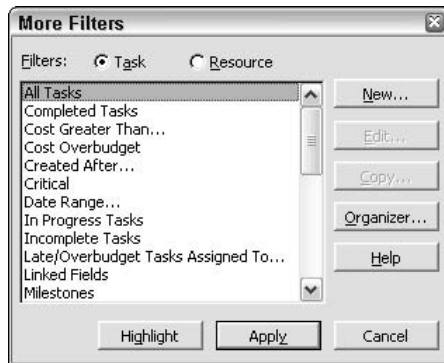 More Filters
Filters: Task Resource
All Tasks
Completed Tasks
Cost Greater Than...
Cost Overbudget
Created After...
Critical
Date Range...
In Progress Tasks
Incomplete Tasks
Late/Overbudget Tasks Assigned To...
Linked Fields
Milestones
New...
Edit...
Copy...
Organizer...
Help
Highlight Apply Cancel